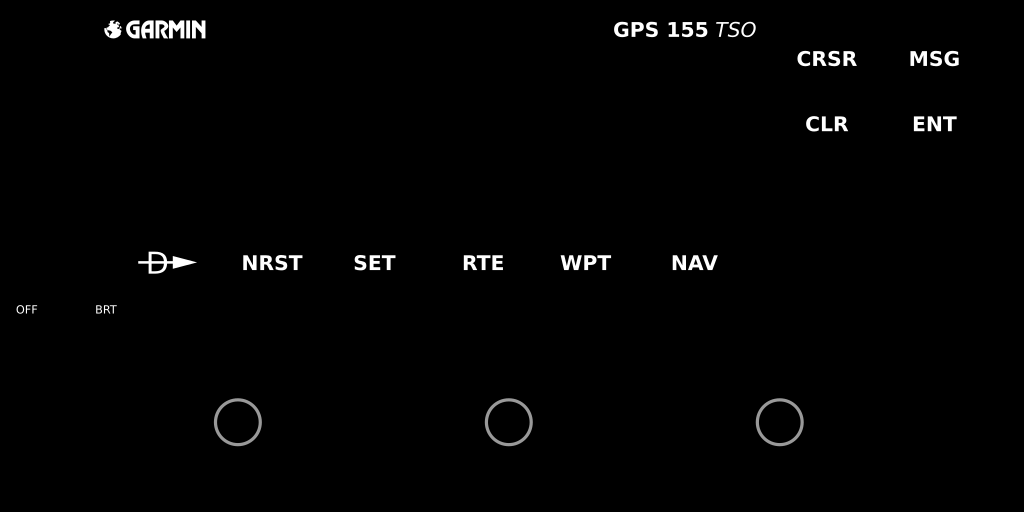 GARMIN
GPS 155 TSO
CRSR MSG
CLR ENT
D NRST SET RTE WPT NAV
OFF BRT